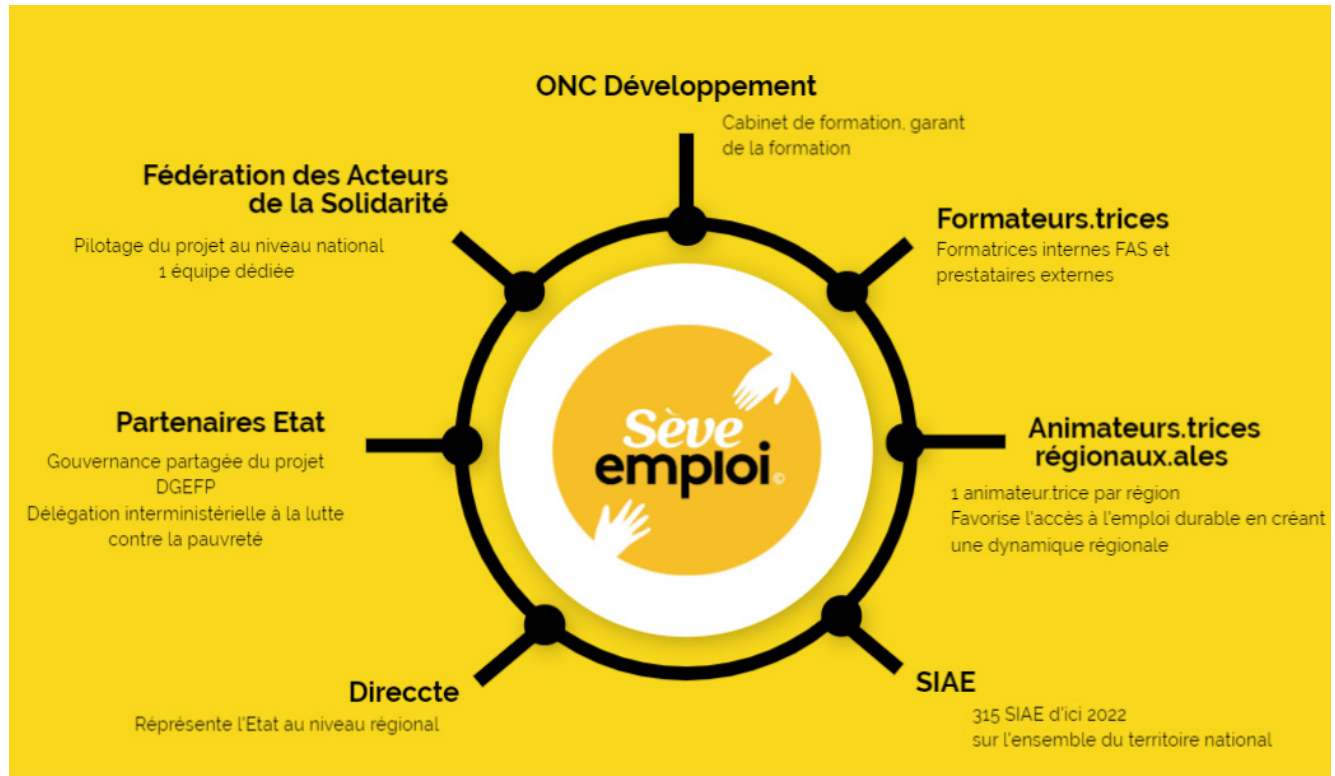 ONC Développement
Cabinet de formation, garant
de la formation
Fédération des Acteurs
de la Solidarité
Pilotage du projet au niveau national
1 équipe dédiée
Formateurs.trices
Formatrices internes FAS et
prestataires externes
Partenaires Etat
Gouvernance partagée du projet
DGEFP
Délégation interministérielle à la lutte
contre la pauvreté
Sève
emploi©
Animateurs.trices
régionaux.ales
1 animateur.trice par région
Favorise l'accès à l'emploi durable en créant
une dynamique régionale
Direccte
Réprésente l'Etat au niveau régional
SIAE
315 SIAE d'ici 2022
sur l'ensemble du territoire national